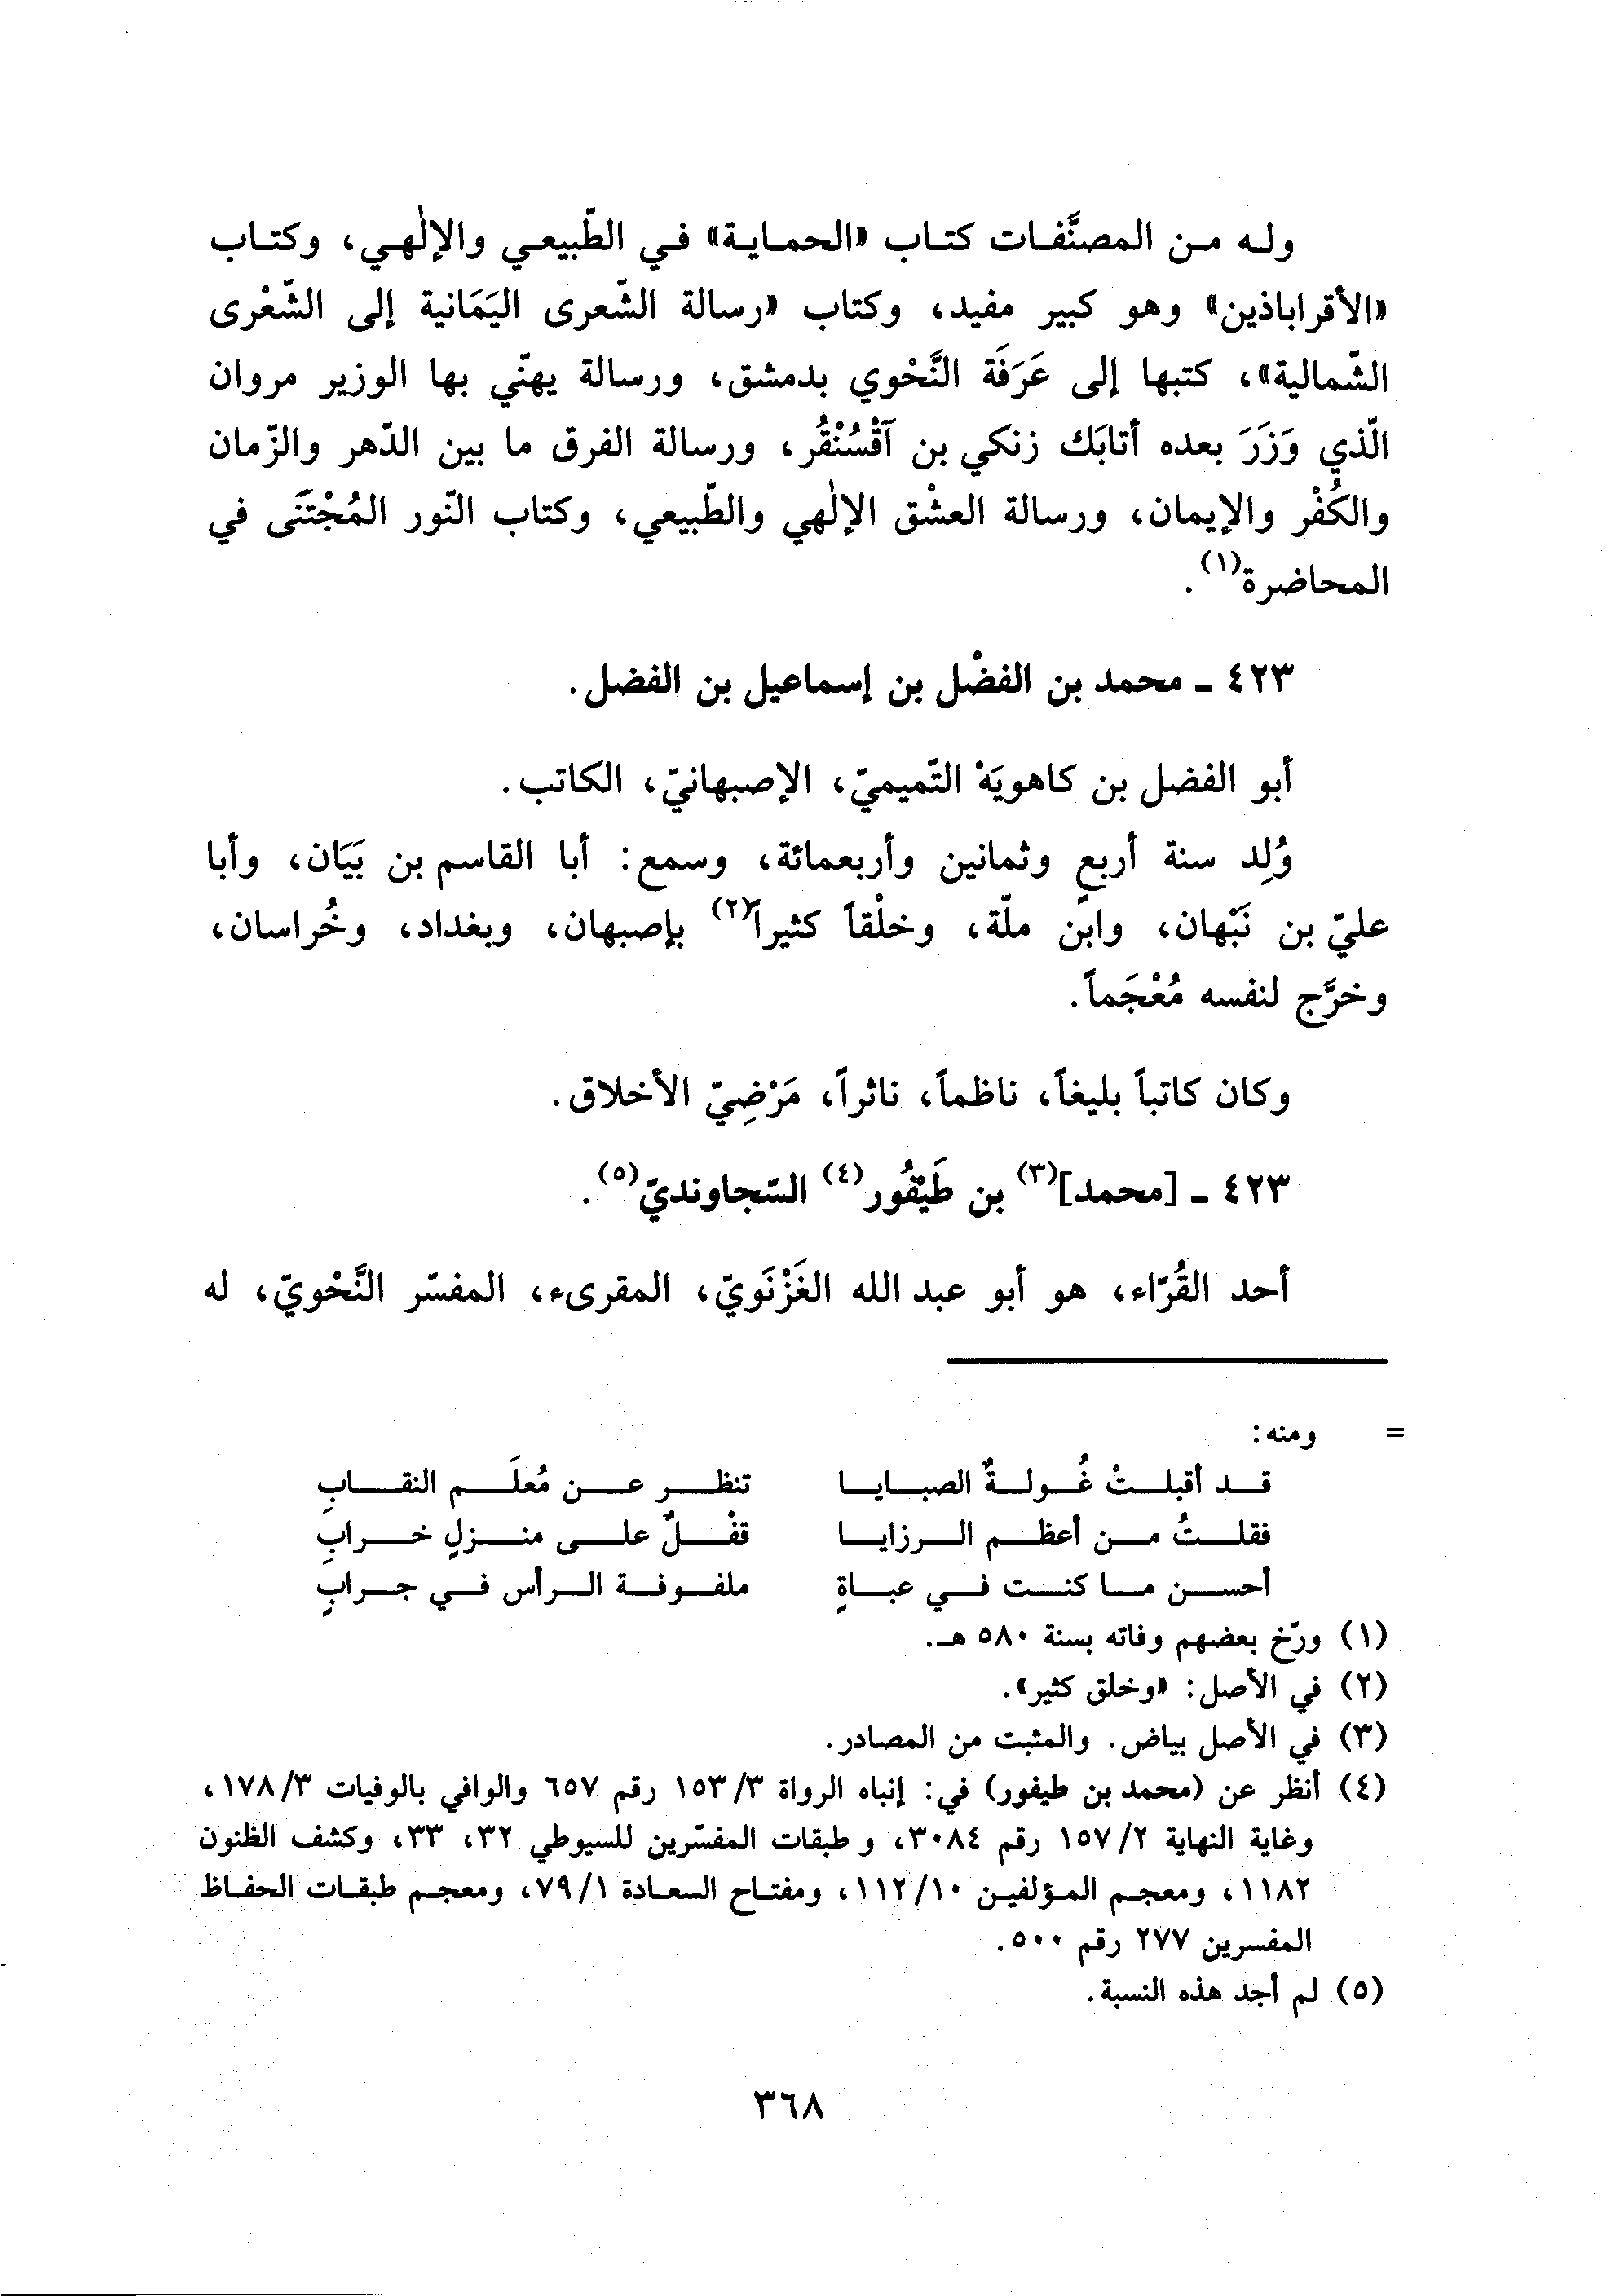 وله من المصنَّفات كتاب «الحماية» في الطّبيعي والإلٰهي، وكتاب
«الأقراباذين» وهو كبير مفيد، وكتاب «رسالة الشّعرى اليَمَانية إلى الشّعْرى
الشّمالية»، كتبها إلى عَرَفَة النَّحْوي بدمشق، ورسالة يهنّي بها الوزير مروان
الّذي وَزَرَ بعده أتابَك زنكي بن آقْسُنْقُر، ورسالة الفرق ما بين الدّهر والزّمان
والكُفْر والإيمان، ورسالة العشْق الإلٰهي والطّبيعي، وكتاب النّور المُجْتَنَى في
المحاضرة(١).
٤٢٣ ـ محمد بن الفضْل بن إسماعيل بن الفضل.
أبو الفضل بن كاهويَهْ التّميميّ، الإصبهانيّ، الكاتب.
وُلِد سنة أربعٍ وثمانين وأربعمائة، وسمع: أبا القاسم بن بَيَان، وأبا
عليّ بن نَبْهان، وابن ملّة، وخلْقاً كثيراً(٢) بإصبهان، وبغداد، وخُراسان،
وخرَّج لنفسه مُعْجَماً.
وكان كاتباً بليغاً، ناظماً، ناثراً، مَرْضِيّ الأخلاق.
٤٢٣ ـ [محمد](٣) بن طَيْفُور(٤) السّجاونديّ(٥).
أحد القُرّاء، هو أبو عبد الله الغَزْنَويّ، المقرىء، المفسّر النَّحْويّ، له
= ومنه:
قد أقبلتْ غُولةٌ الصبايا تنظر عن مُعلَم النقابِ
فقلتُ من أعظم الرزايا قفْلٌ على منزلٍ خرابِ
أحسن ما كنت في عباةٍ ملفوفة الرأس في جرابٍ
(١) ورّخ بعضهم وفاته بسنة ٥٨٠ هـ.
(٢) في الأصل: «وخلق كثير».
(٣) في الأصل بياض. والمثبت من المصادر.
(٤) أنظر عن (محمد بن طيفور) في: إنباه الرواة ١٥٣/٣ رقم ٦٥٧ والوافي بالوفيات ١٧٨/٣،
وغاية النهاية ١٥٧/٢ رقم ٣٠٨٤، و طبقات المفسّرين للسيوطي ٣٢، ٣٣، وكشف الظنون
١١٨٢، ومعجم المؤلفين ١١٢/١٠، ومفتاح السعادة ٧٩/١، ومعجم طبقات الحفاظ
المفسرين ٢٧٧ رقم ٥٠٠.
(٥) لم أجد هذه النسبة.
٣٦٨